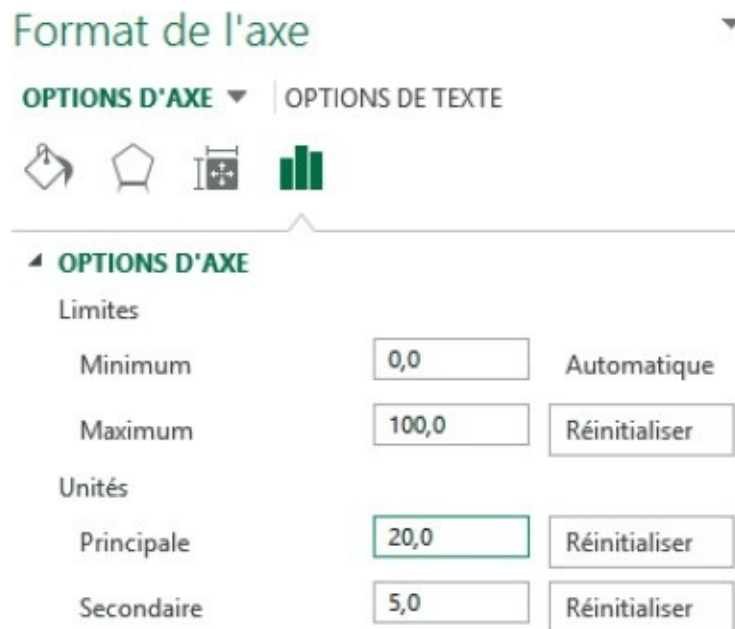 Format de l'axe
OPTIONS D'AXE OPTIONS DE TEXTE
OPTIONS D'AXE
Limites
Minimum 0,0 Automatique
Maximum 100,0 Réinitialiser
Unités
Principale 20,0 Réinitialiser
Secondaire 5,0 Réinitialiser